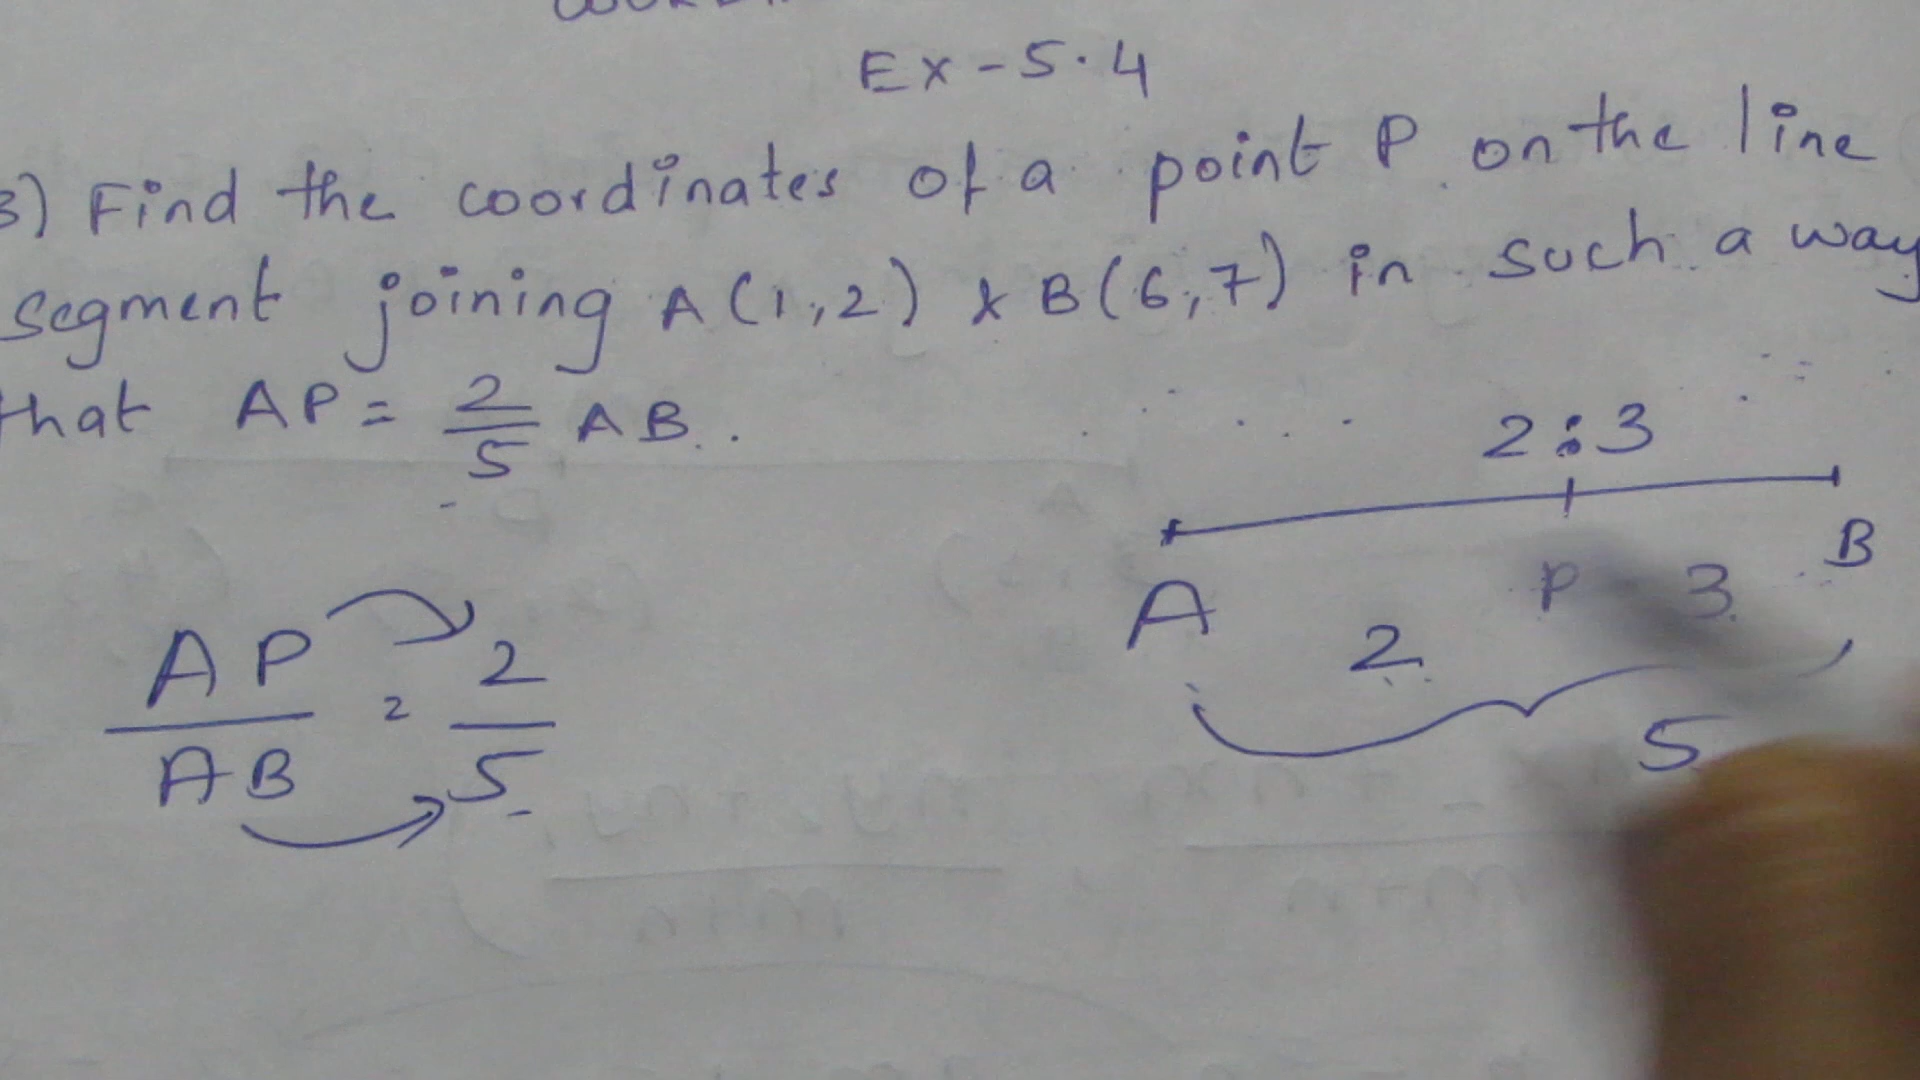 Ex-5.4
3) Find the coordinates of a point P on the line
segment joining A(1,2) & B(6,7) in such a way
that AP = 2/5 AB.
2:3
A P B
2 3
5
AP/AB = 2/5